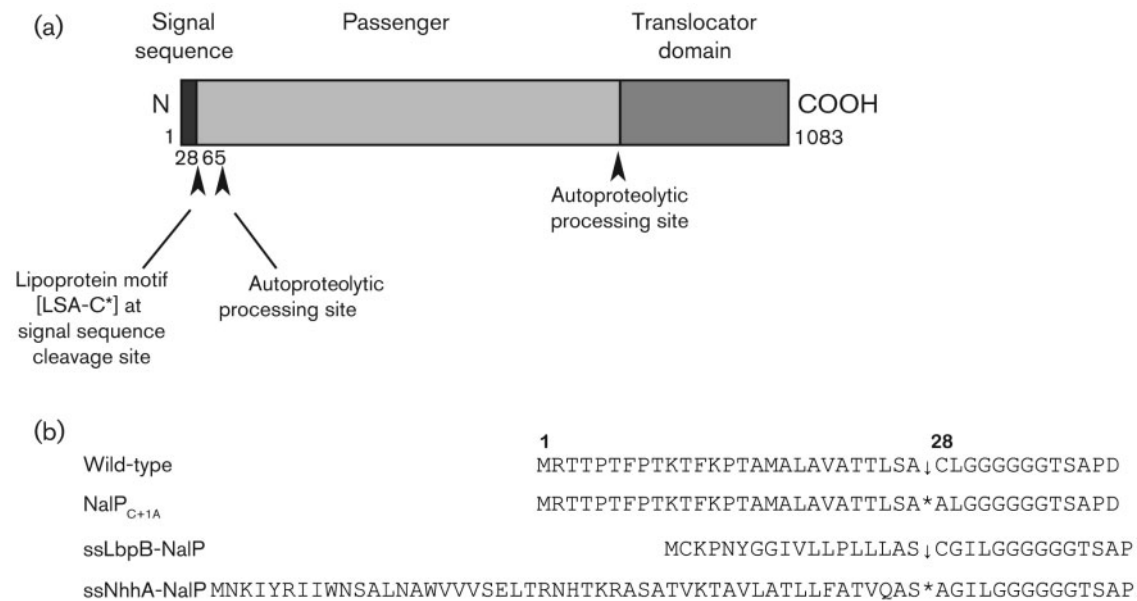 (a)
Signal sequence
Passenger
Translocator domain
N
1
COOH
1083
28 65
Autoproteolytic processing site
Lipoprotein motif
[LSA-C*] at
signal sequence
cleavage site
Autoproteolytic
processing site
(b)
1 28
Wild-type MRTTPTFPTKTFKPTAMALAVATTLSA↓CLGGGGGGTSAPD
NalP C+1A MRTTPTFPTKTFKPTAMALAVATTLSA*ALGGGGGGTSAPD
ssLbpB-NalP MCKPNYGGIVLLPLLLAS↓CGILGGGGGGTSAP
ssNhhA-NalP MNKIYRIIWNSALNAWVVVSELTRNHTKRASATVKTAVLATLLFATVQAS*AGILGGGGGGTSAP